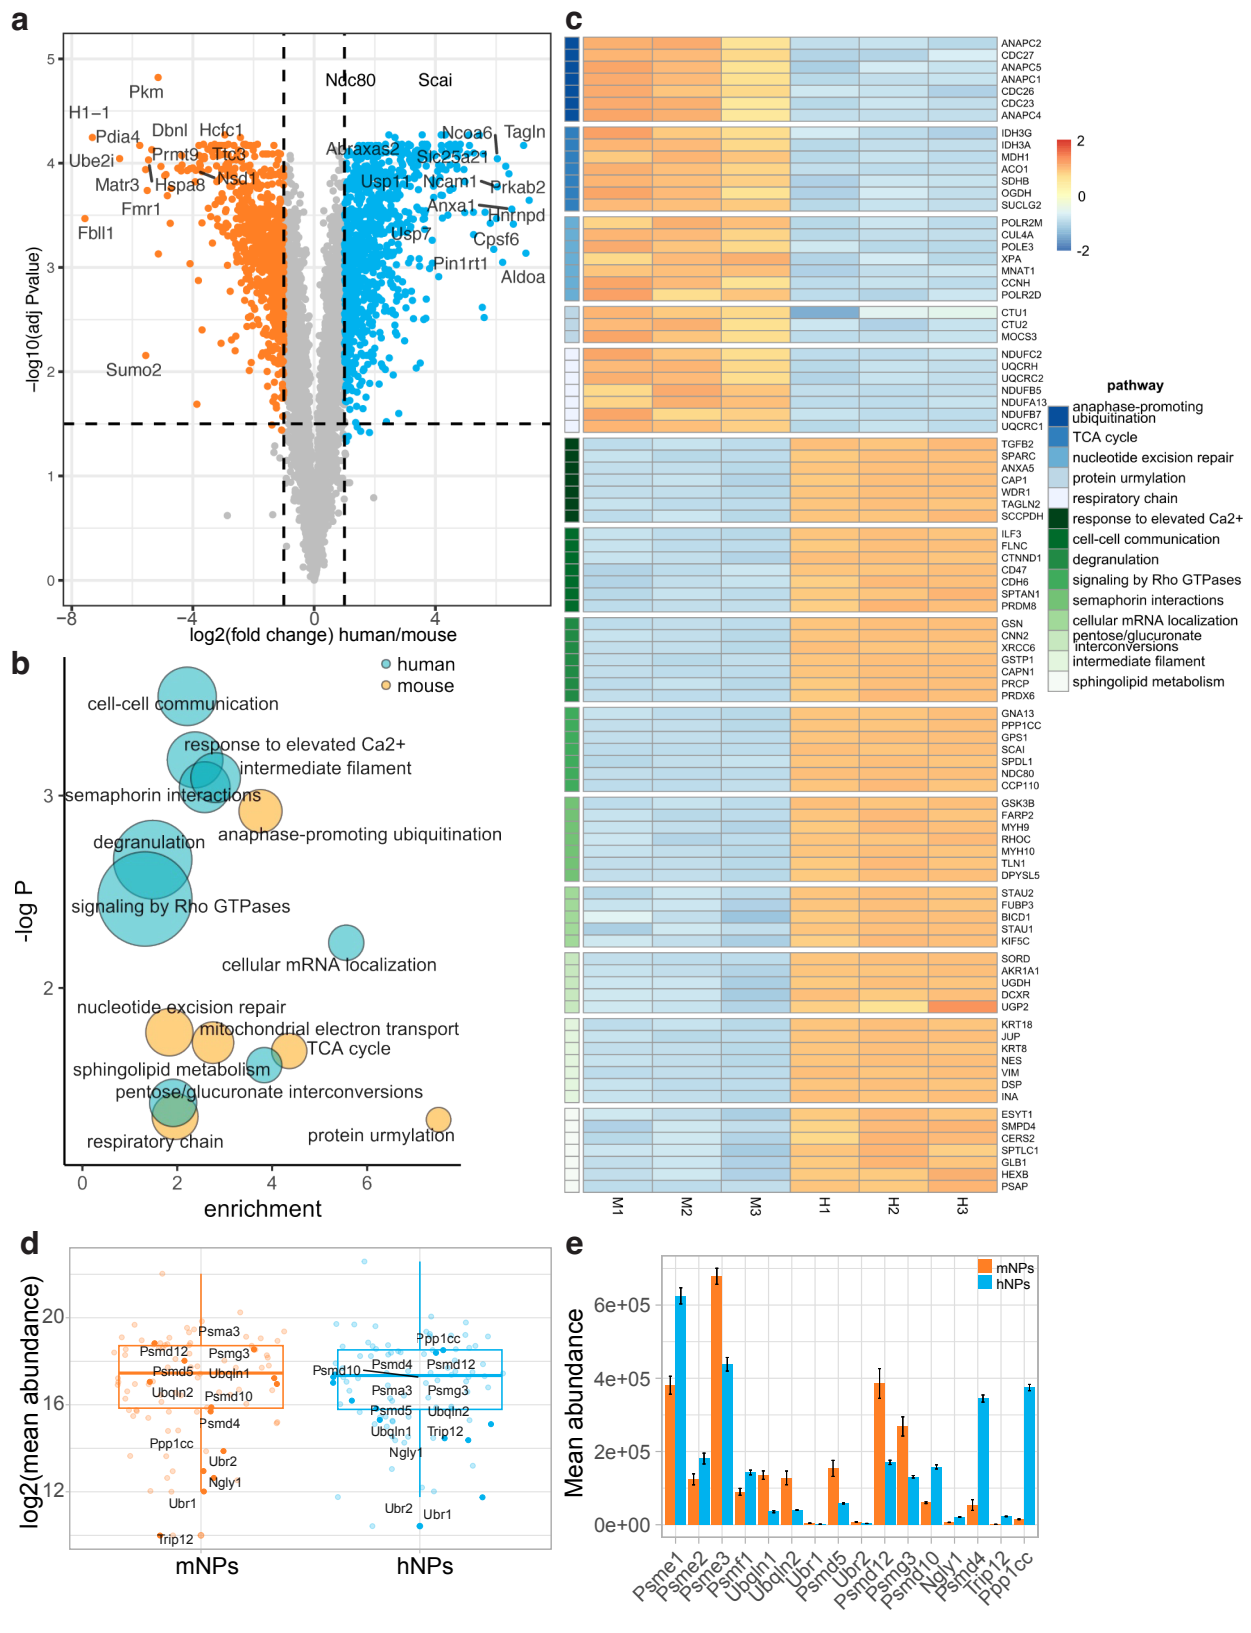 a
Ndc80
Scai
Pkm
H1−1
Pdia4
Dbnl
Hcfc1
Abraxas2
Ncoa6
Tagln
Ube2i
Prmt9
Ttc3
Slc25a21
Matr3
Hspa8
Nsd1
Usp11
Ncam1
Prkab2
Fmr1
Anxa1
Hnrnpd
Fbll1
Usp7
Cpsf6
Pin1rt1
Aldoa
Sumo2
5
4
3
2
1
0
−8
−4
0
4
−log10(adj Pvalue)
log2(fold change) human/mouse
b
human
mouse
cell-cell communication
response to elevated Ca2+
intermediate filament
semaphorin interactions
anaphase-promoting ubiquitination
degranulation
signaling by Rho GTPases
cellular mRNA localization
nucleotide excision repair
mitochondrial electron transport
TCA cycle
sphingolipid metabolism
pentose/glucuronate interconversions
respiratory chain
protein urmylation
3
2
-log P
0
2
4
6
enrichment
c
ANAPC2
CDC27
ANAPC5
ANAPC1
CDC26
CDC23
ANAPC4
IDH3G
IDH3A
MDH1
ACO1
SDHB
OGDH
SUCLG2
POLR2M
CUL4A
POLE3
XPA
MNAT1
CCNH
POLR2D
CTU1
CTU2
MOCS3
NDUFC2
UQCRH
UQCRC2
NDUFB5
NDUFA13
NDUFB7
UQCRC1
TGFB2
SPARC
ANXA5
CAP1
WDR1
TAGLN2
SCCPDH
ILF3
FLNC
CTNND1
CD47
CDH6
SPTAN1
PRDM8
GSN
CNN2
XRCC6
GSTP1
CAPN1
PRCP
PRDX6
GNA13
PPP1CC
GPS1
SCAI
SPDL1
NDC80
CCP110
GSK3B
FARP2
MYH9
RHOC
MYH10
TLN1
DPYSL5
STAU2
FUBP3
BICD1
STAU1
KIF5C
SORD
AKR1A1
UGDH
DCXR
UGP2
KRT18
JUP
KRT8
NES
VIM
DSP
INA
ESYT1
SMPD4
CERS2
SPTLC1
GLB1
HEXB
PSAP
M1
M2
M3
H1
H2
H3
2
1
0
-2
pathway
anaphase-promoting
ubiquitination
TCA cycle
nucleotide excision repair
protein urmylation
respiratory chain
response to elevated Ca2+
cell-cell communication
degranulation
signaling by Rho GTPases
semaphorin interactions
cellular mRNA localization
pentose/glucuronate
interconversions
intermediate filament
sphingolipid metabolism
d
log2(mean abundance)
20
16
12
Psma3
Psmd12
Psmg3
Psmd5
Ubqln1
Ubqln2
Psmd10
Psmd4
Ppp1cc
Ubr2
Ngly1
Ubr1
Trip12
Ppp1cc
Psmd10
Psmd4
Psmd12
Psma3
Psmg3
Psmd5
Ubqln2
Ubqln1
Trip12
Ngly1
Ubr2
Ubr1
mNPs
hNPs
e
mNPs
hNPs
Mean abundance
6e+05
4e+05
2e+05
0e+00
Psme1
Psme2
Psme3
Psmf1
Ubqln1
Ubqln2
Ubr1
Psmd5
Ubr2
Psmd12
Psmg3
Psmd10
Ngly1
Psmd4
Trip12
Ppp1cc